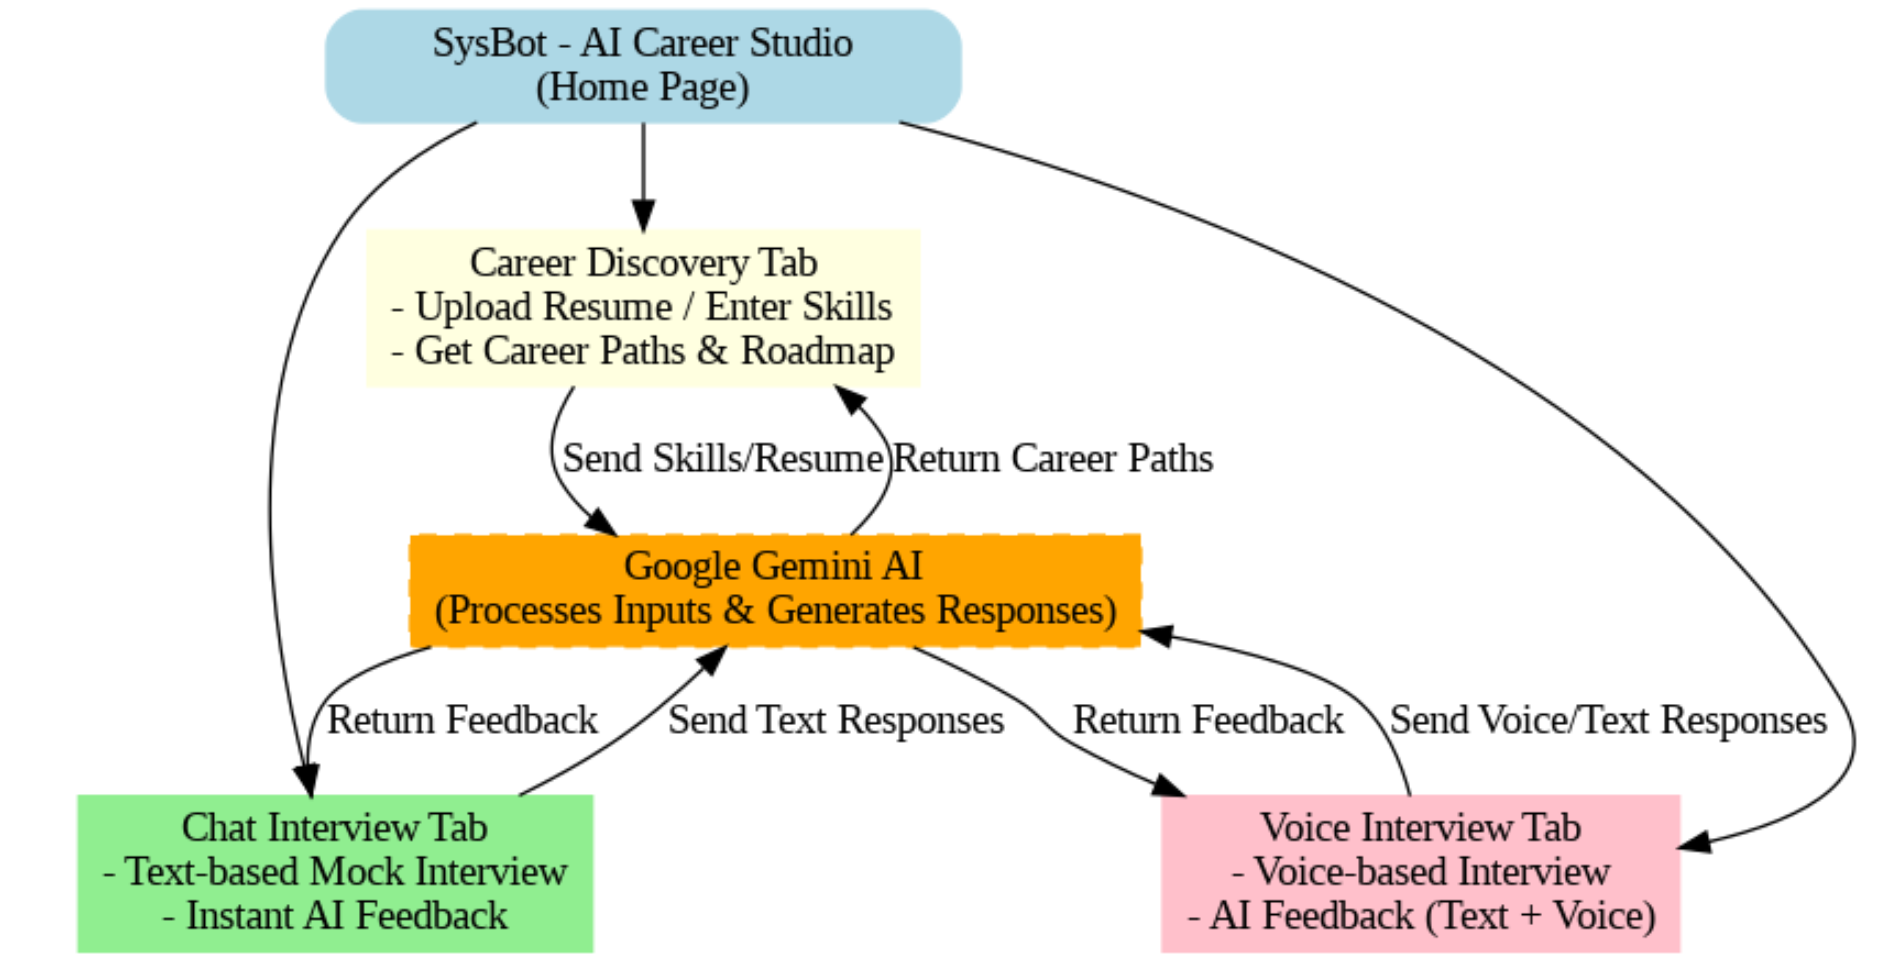 SysBot - AI Career Studio
(Home Page)
Career Discovery Tab
- Upload Resume / Enter Skills
- Get Career Paths & Roadmap
Send Skills/Resume
Return Career Paths
Google Gemini AI
(Processes Inputs & Generates Responses)
Return Feedback
Send Text Responses
Return Feedback
Send Voice/Text Responses
Chat Interview Tab
- Text-based Mock Interview
- Instant AI Feedback
Voice Interview Tab
- Voice-based Interview
- AI Feedback (Text + Voice)